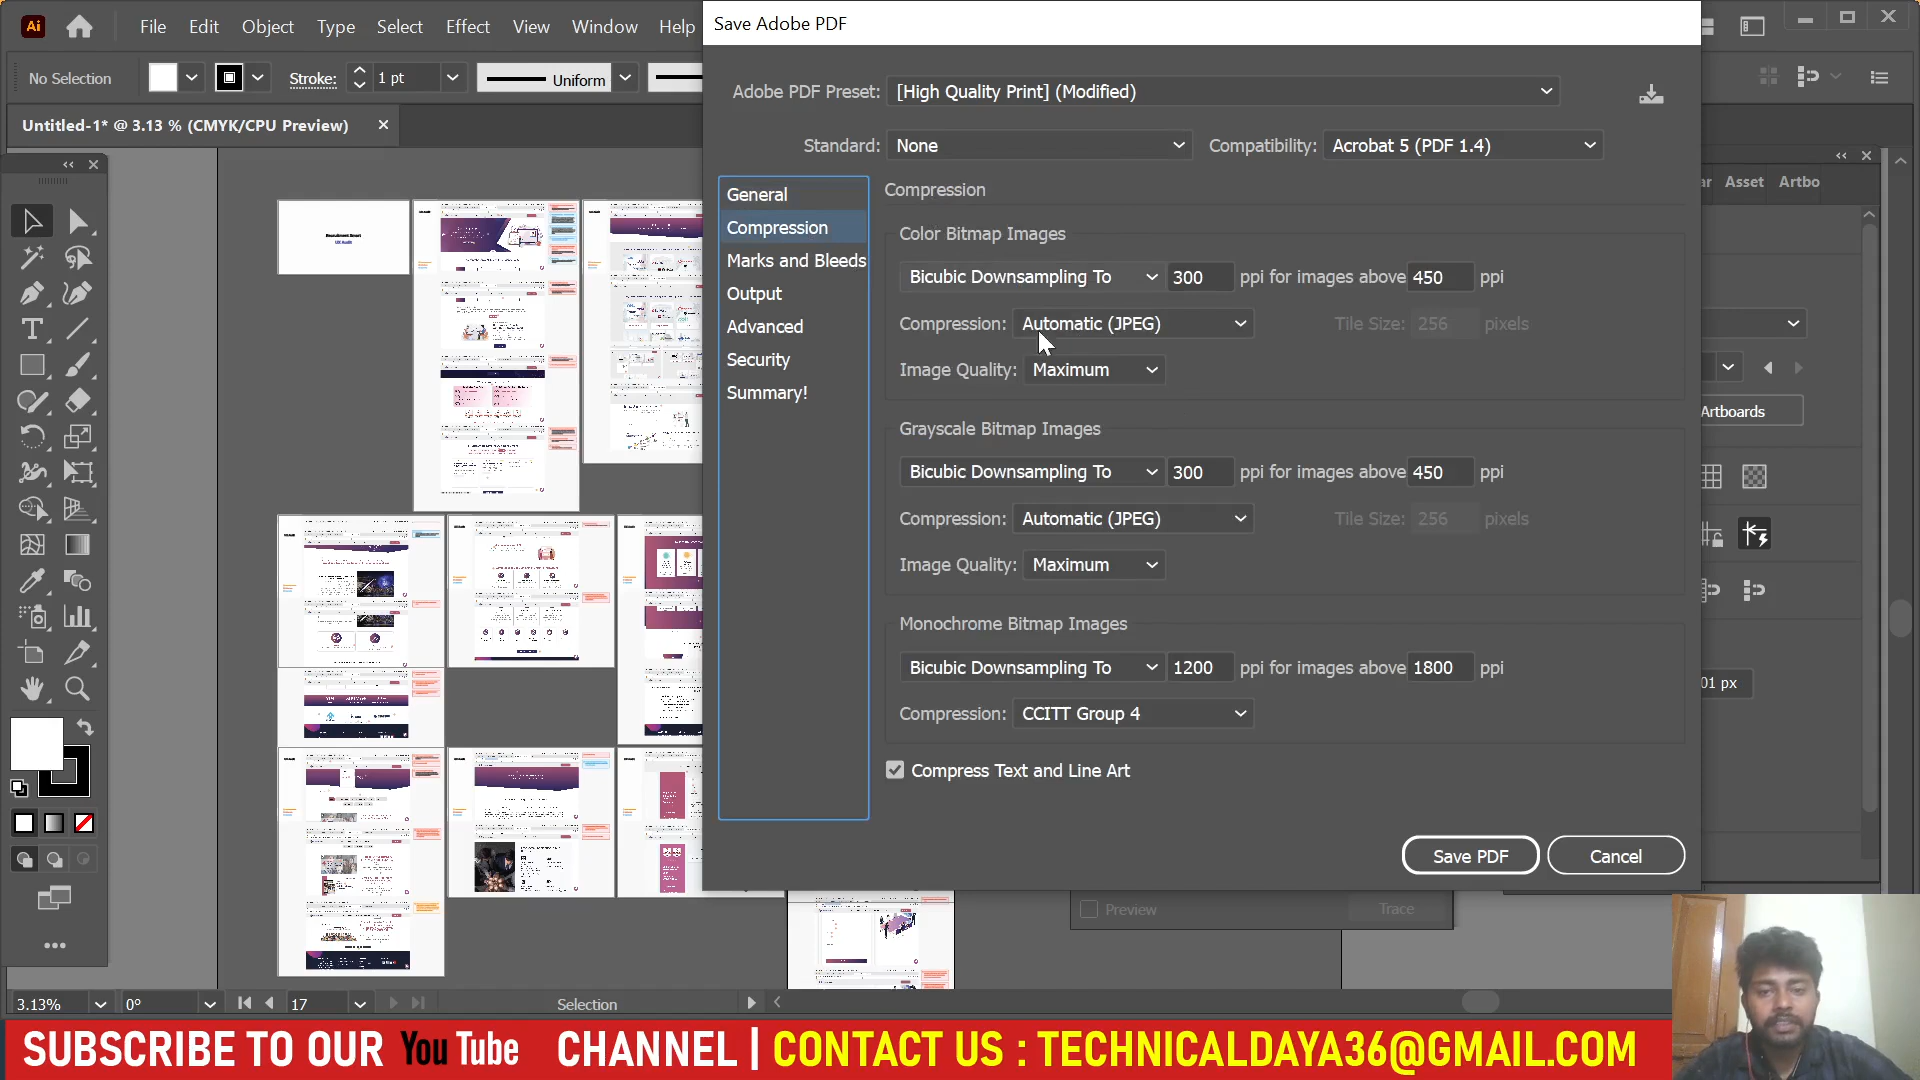 Save Adobe PDF
Ai File Edit Object Type Select Effect View Window Help
No Selection Stroke: 1 pt Uniform
Adobe PDF Preset: [High Quality Print] (Modified)
Untitled-1* @ 3.13 % (CMYK/CPU Preview)
Standard: None Compatibility: Acrobat 5 (PDF 1.4)
ar Asset Artbo
General
Compression
Marks and Bleeds
Output
Advanced
Security
Summary!
Compression
Color Bitmap Images
Bicubic Downsampling To 300 ppi for images above 450 ppi
Compression: Automatic (JPEG) Tile Size: 256 pixels
Image Quality: Maximum
Grayscale Bitmap Images
Bicubic Downsampling To 300 ppi for images above 450 ppi
Compression: Automatic (JPEG) Tile Size: 256 pixels
Image Quality: Maximum
Monochrome Bitmap Images
Bicubic Downsampling To 1200 ppi for images above 1800 ppi
Compression: CCITT Group 4
Compress Text and Line Art
Save PDF Cancel
Artboards
01 px
Preview Trace
3.13% 0° 17 Selection
SUBSCRIBE TO OUR YouTube CHANNEL | CONTACT US : TECHNICALDAYA36@GMAIL.COM